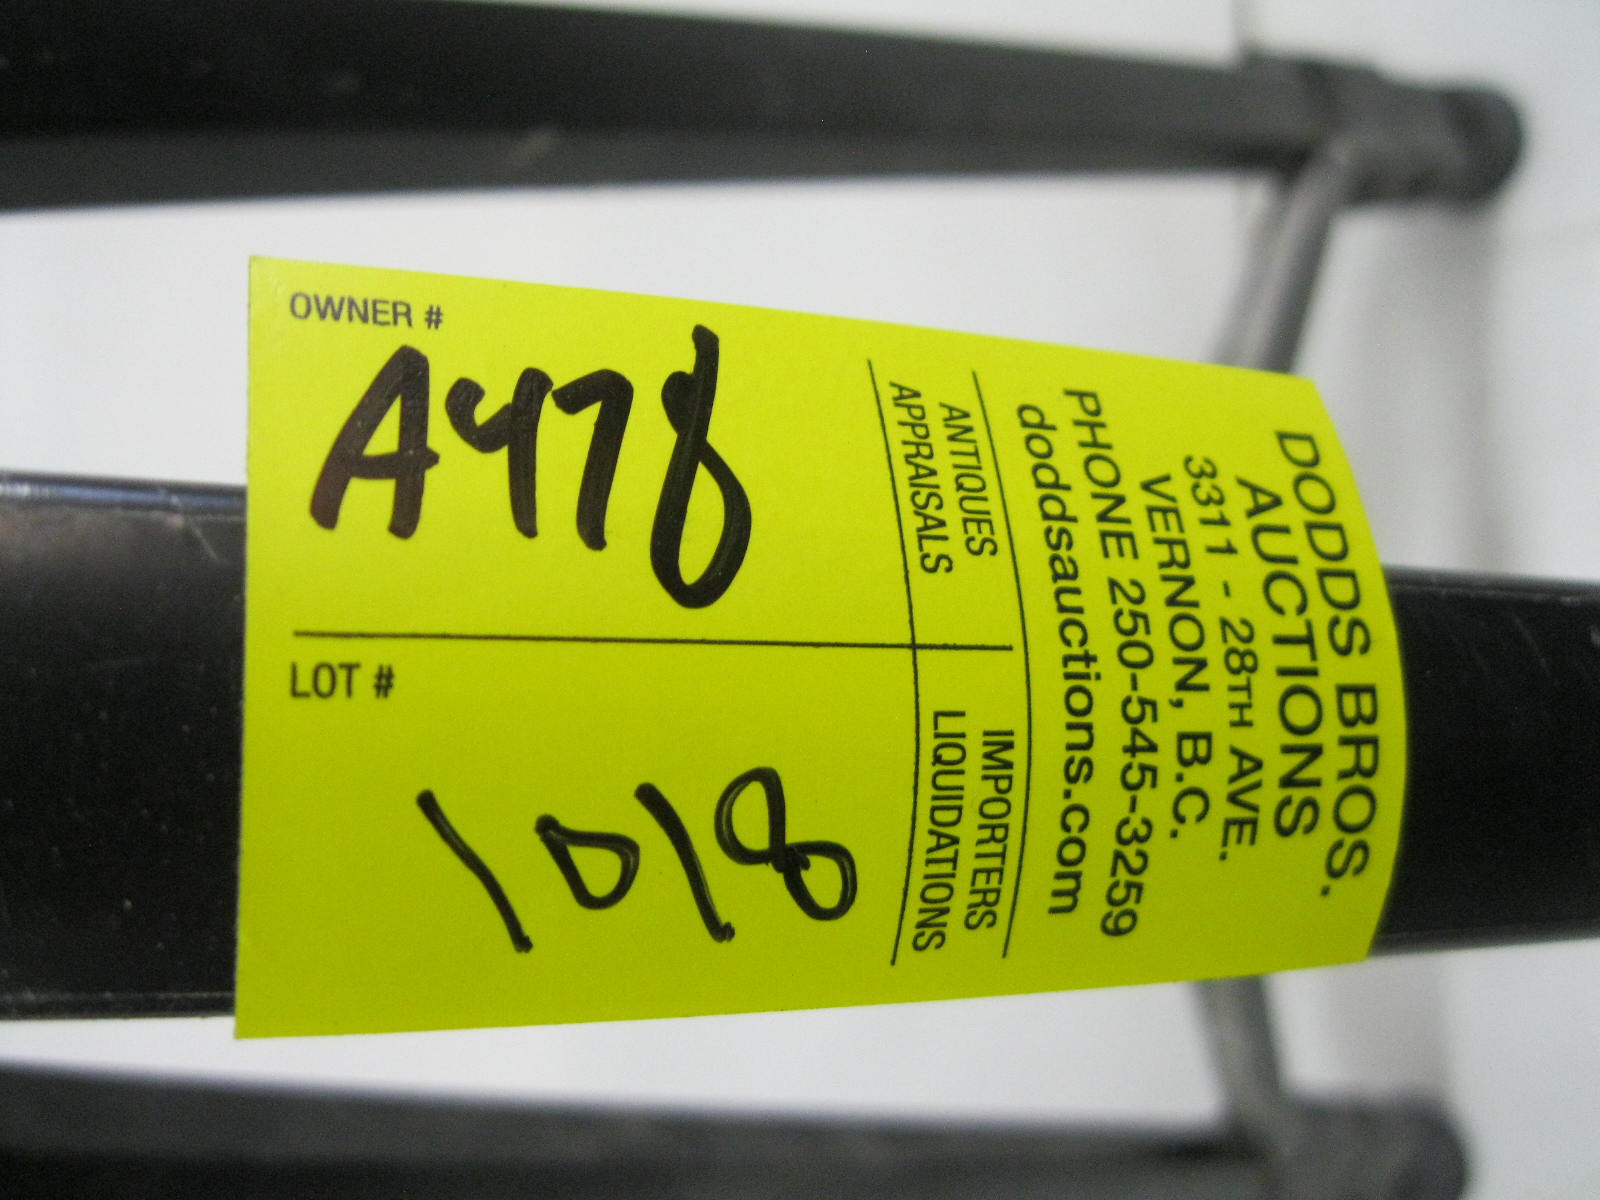 DODDS BROS.
AUCTIONS
3311 - 28TH AVE.
VERNON, B.C.
PHONE 250-545-3259
doddsauctions.com
ANTIQUES
APPRAISALS
IMPORTERS
LIQUIDATIONS
OWNER #
A478
LOT #
1018